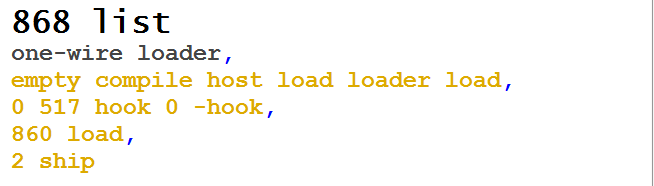 868 list
one-wire loader,
empty compile host load loader load,
0 517 hook 0 -hook,
860 load,
2 ship